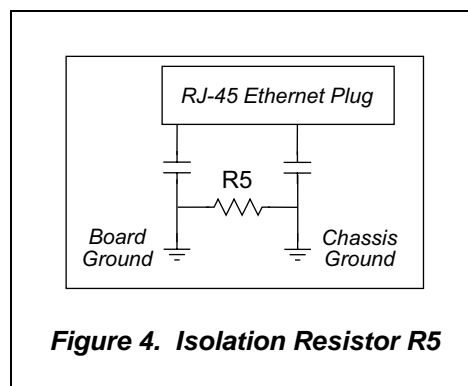 RJ-45 Ethernet Plug
R5
Board
Ground
Chassis
Ground
Figure 4.  Isolation Resistor R5